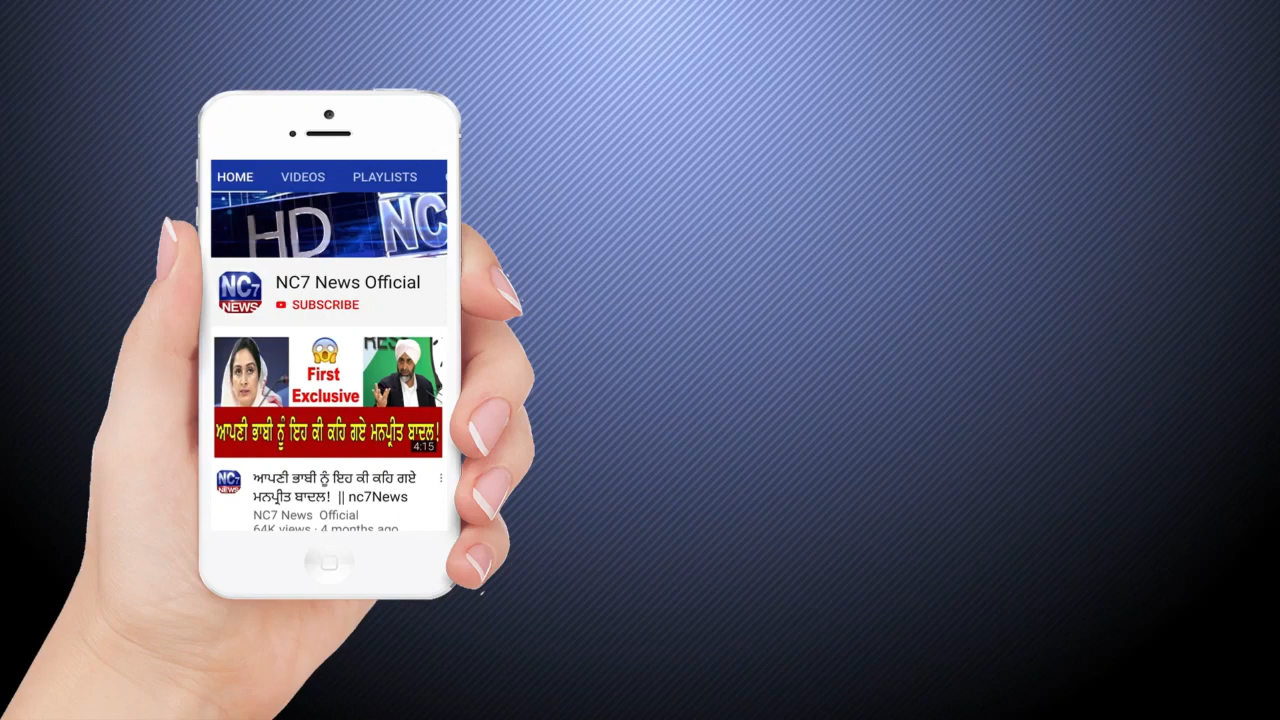 HOME VIDEOS PLAYLISTS
HD NC
NC7 NEWS
NC7 News Official
SUBSCRIBE
First
Exclusive
ਆਪਣੀ ਭਾਬੀ ਨੂੰ ਇਹ ਕੀ ਕਹਿ ਗਏ ਮਨਪ੍ਰੀਤ ਬਾਦਲ!
4:15
NC7 NEWS
ਆਪਣੀ ਭਾਬੀ ਨੂੰ ਇਹ ਕੀ ਕਹਿ ਗਏ
ਮਨਪ੍ਰੀਤ ਬਾਦਲ! || nc7News
NC7 News Official
64K views · 4 months ago